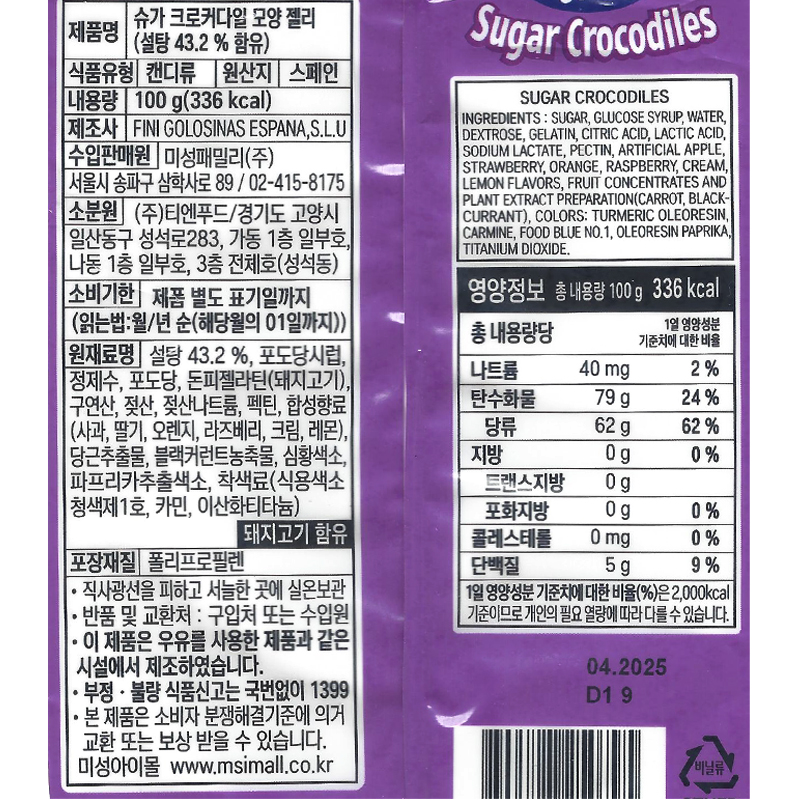 제품명
슈가 크로커다일 모양 젤리
(설탕 43.2 % 함유)
식품유형 캔디류 원산지 스페인
내용량 100 g(336 kcal)
제조사 FINI GOLOSINAS ESPANA,S.L.U
수입판매원 미성패밀리(주)
서울시 송파구 삼학사로 89 / 02-415-8175
소분원 (주)티엔푸드/경기도 고양시
일산동구 성석로283, 가동 1층 일부호,
나동 1층 일부호, 3층 전체호(성석동)
소비기한 제품 별도 표기일까지
(읽는법:월/년 순(해당월의 01일까지))
원재료명 설탕 43.2 %, 포도당시럽,
정제수, 포도당, 돈피젤라틴(돼지고기),
구연산, 젖산, 젖산나트륨, 펙틴, 합성향료
(사과, 딸기, 오렌지, 라즈베리, 크림, 레몬),
당근추출물, 블랙커런트농축물, 심황색소,
파프리카추출색소, 착색료(식용색소
청색제1호, 카민, 이산화티타늄)
돼지고기 함유
포장재질 폴리프로필렌
· 직사광선을 피하고 서늘한 곳에 실온보관
· 반품 및 교환처 : 구입처 또는 수입원
· 이 제품은 우유를 사용한 제품과 같은
시설에서 제조하였습니다.
· 부정 · 불량 식품신고는 국번없이 1399
· 본 제품은 소비자 분쟁해결기준에 의거
교환 또는 보상 받을 수 있습니다.
미성아이몰 www.msimall.co.kr
Sugar Crocodiles
SUGAR CROCODILES
INGREDIENTS : SUGAR, GLUCOSE SYRUP, WATER,
DEXTROSE, GELATIN, CITRIC ACID, LACTIC ACID,
SODIUM LACTATE, PECTIN, ARTIFICIAL APPLE,
STRAWBERRY, ORANGE, RASPBERRY, CREAM,
LEMON FLAVORS, FRUIT CONCENTRATES AND
PLANT EXTRACT PREPARATION(CARROT, BLACK-
CURRANT), COLORS: TURMERIC OLEORESIN,
CARMINE, FOOD BLUE NO.1, OLEORESIN PAPRIKA,
TITANIUM DIOXIDE.
영양정보 총 내용량 100 g 336 kcal
총 내용량당 1일 영양성분
기준치에 대한 비율
나트륨 40 mg 2 %
탄수화물 79 g 24 %
당류 62 g 62 %
지방 0 g 0 %
트랜스지방 0 g
포화지방 0 g 0 %
콜레스테롤 0 mg 0 %
단백질 5 g 9 %
1일 영양성분 기준치에 대한 비율(%)은 2,000kcal
기준이므로 개인의 필요 열량에 따라 다를 수 있습니다.
04.2025
D1 9
비닐류